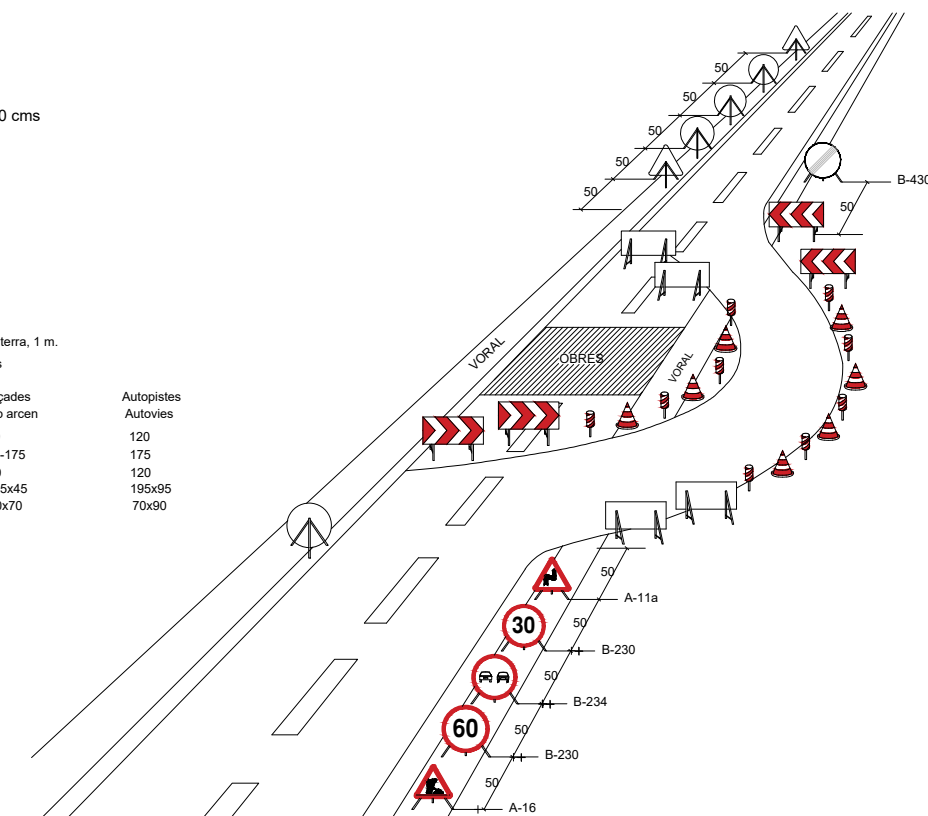 0 cms
terra, 1 m.
Autopistes
Autovies
arcen
120
-175
175
120
5x45
195x95
x70
70x90
50
50
50
50
50
B-430
50
VORAL
OBRES
VORAL
50
A-11a
30
50
B-230
50
B-234
60
50
B-230
50
A-16